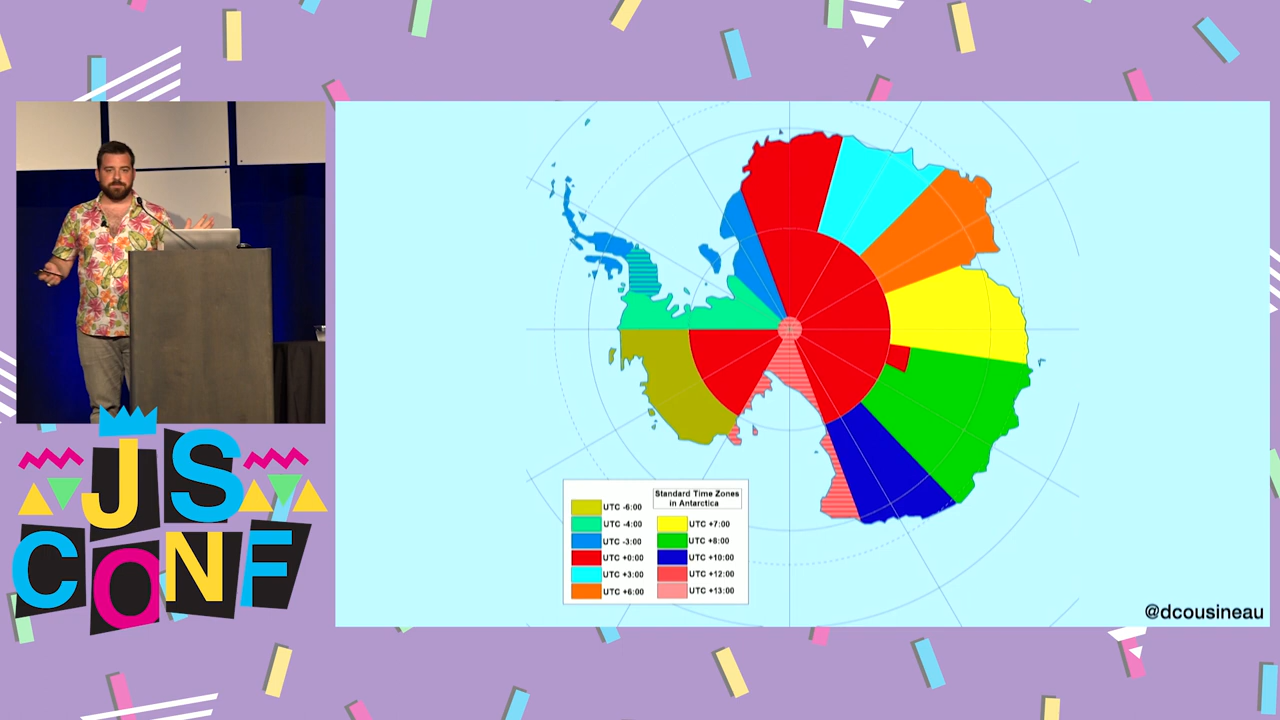 JS
CONF
Standard Time Zones
in Antarctica
UTC -6:00
UTC -4:00
UTC -3:00
UTC +0:00
UTC +3:00
UTC +6:00
UTC +7:00
UTC +8:00
UTC +10:00
UTC +12:00
UTC +13:00
@dcousineau